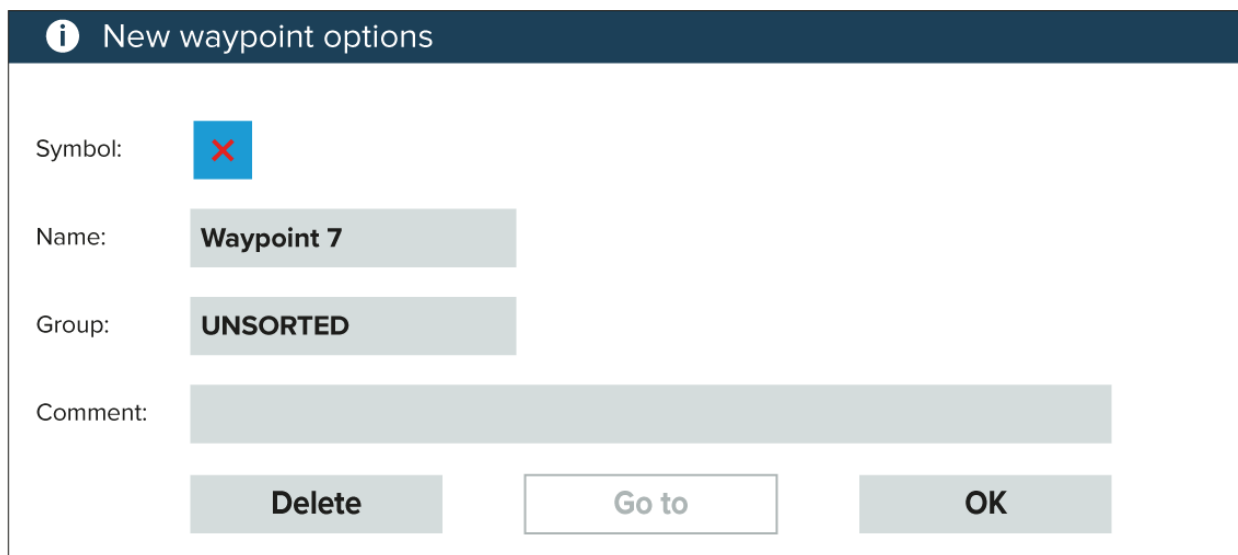 New waypoint options
Symbol:
Name: Waypoint 7
Group: UNSORTED
Comment:
Delete Go to OK